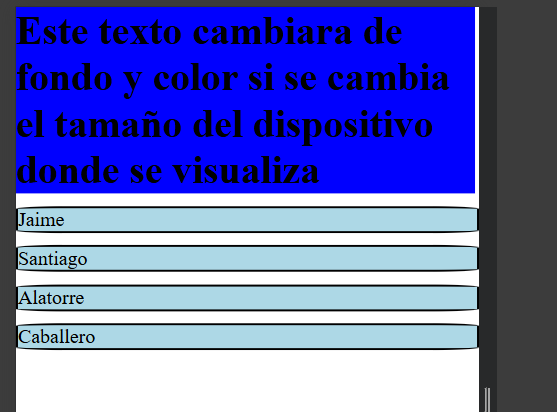 Este texto cambiara de
fondo y color si se cambia
el tamaño del dispositivo
donde se visualiza
Jaime
Santiago
Alatorre
Caballero